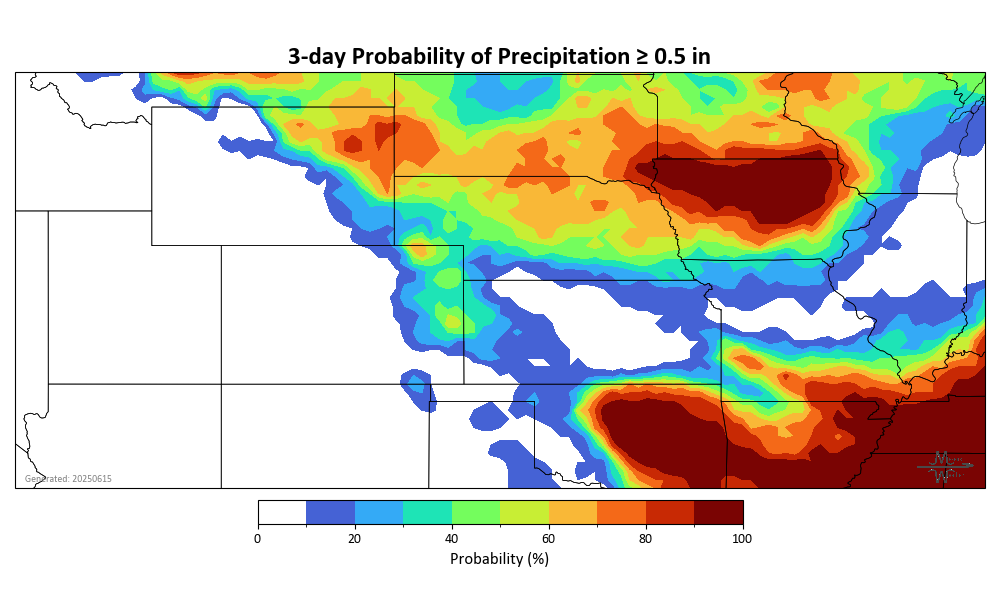 3-day Probability of Precipitation ≥ 0.5 in
Generated: 20250615
0 20 40 60 80 100
Probability (%)